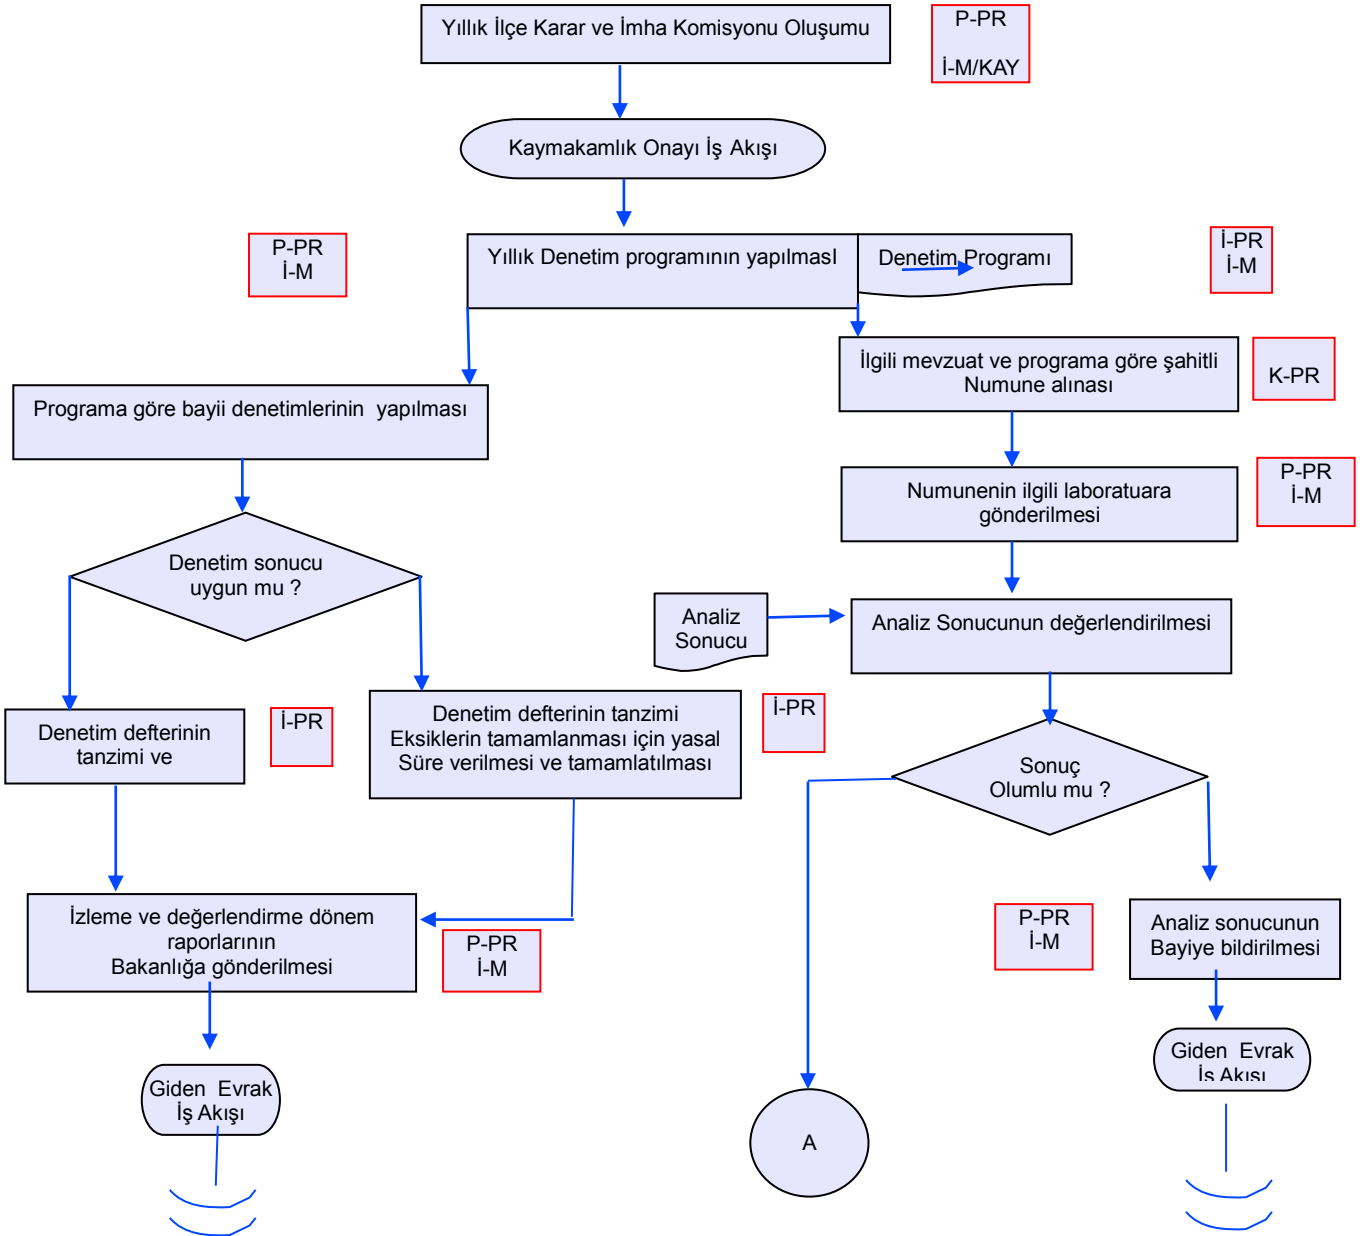 Yıllık İlçe Karar ve İmha Komisyonu Oluşumu
P-PR
İ-M/KAY
Kaymakamlık Onayı İş Akışı
P-PR
İ-M
Yıllık Denetim programının yapılması
Denetim Programı
İ-PR
İ-M
İlgili mevzuat ve programa göre şahitli
Numune alınası
K-PR
Programa göre bayii denetimlerinin yapılması
Numunenin ilgili laboratuara
gönderilmesi
P-PR
İ-M
Denetim sonucu
uygun mu ?
Analiz
Sonucu
Analiz Sonucunun değerlendirilmesi
Denetim defterinin
tanzimi ve
İ-PR
Denetim defterinin tanzimi
Eksiklerin tamamlanması için yasal
Süre verilmesi ve tamamlatılması
İ-PR
Sonuç
Olumlu mu ?
İzleme ve değerlendirme dönem
raporlarının
Bakanlığa gönderilmesi
P-PR
İ-M
P-PR
İ-M
Analiz sonucunun
Bayiye bildirilmesi
Giden Evrak
İş Akışı
Giden Evrak
İş Akışı
A